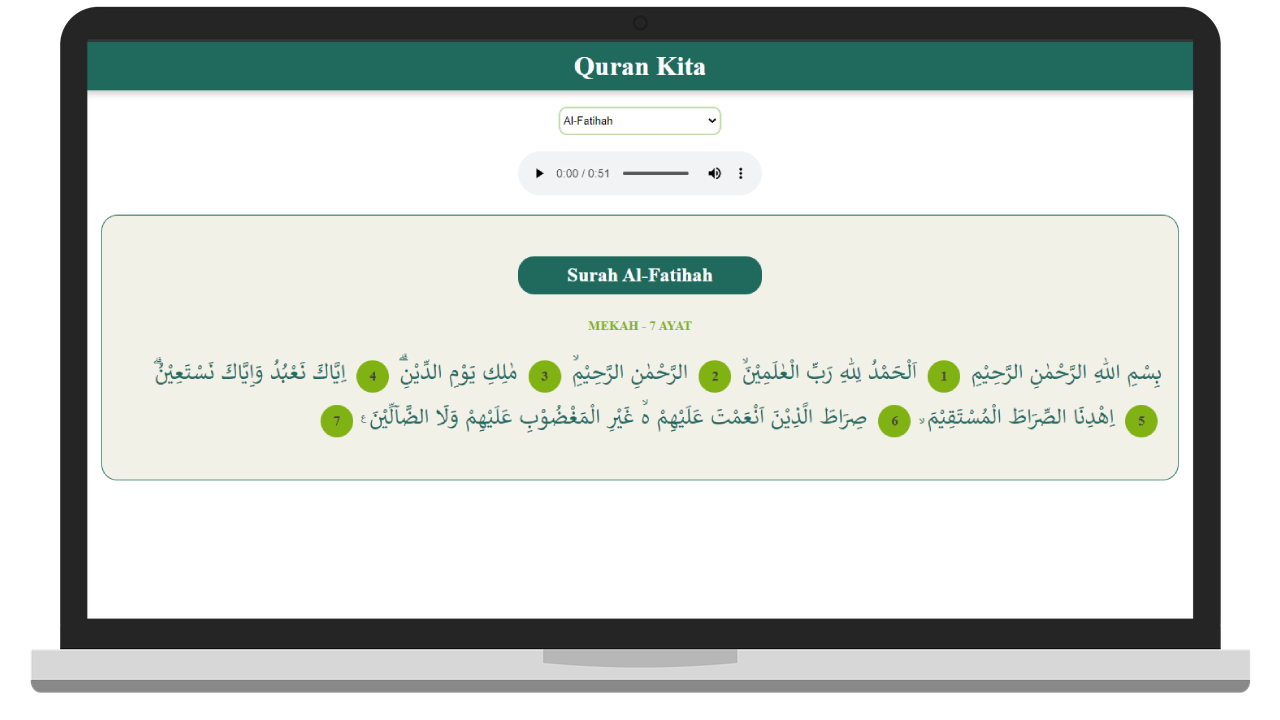 Quran Kita
Al-Fatihah
0:00 / 0:51
Surah Al-Fatihah
MEKAH - 7 AYAT
بِسْمِ اللّٰهِ الرَّحْمٰنِ الرَّحِيْمِ 1 اَلْحَمْدُ لِلّٰهِ رَبِّ الْعٰلَمِيْنَۙ 2 الرَّحْمٰنِ الرَّحِيْمِۙ 3 مٰلِكِ يَوْمِ الدِّيْنِۗ 4 اِيَّاكَ نَعْبُدُ وَاِيَّاكَ نَسْتَعِيْنُۗ
5 اِهْدِنَا الصِّرَاطَ الْمُسْتَقِيْمَۙ 6 صِرَاطَ الَّذِيْنَ اَنْعَمْتَ عَلَيْهِمْ ەۙ غَيْرِ الْمَغْضُوْبِ عَلَيْهِمْ وَلَا الضَّاۤلِّيْنَ ࣖ 7